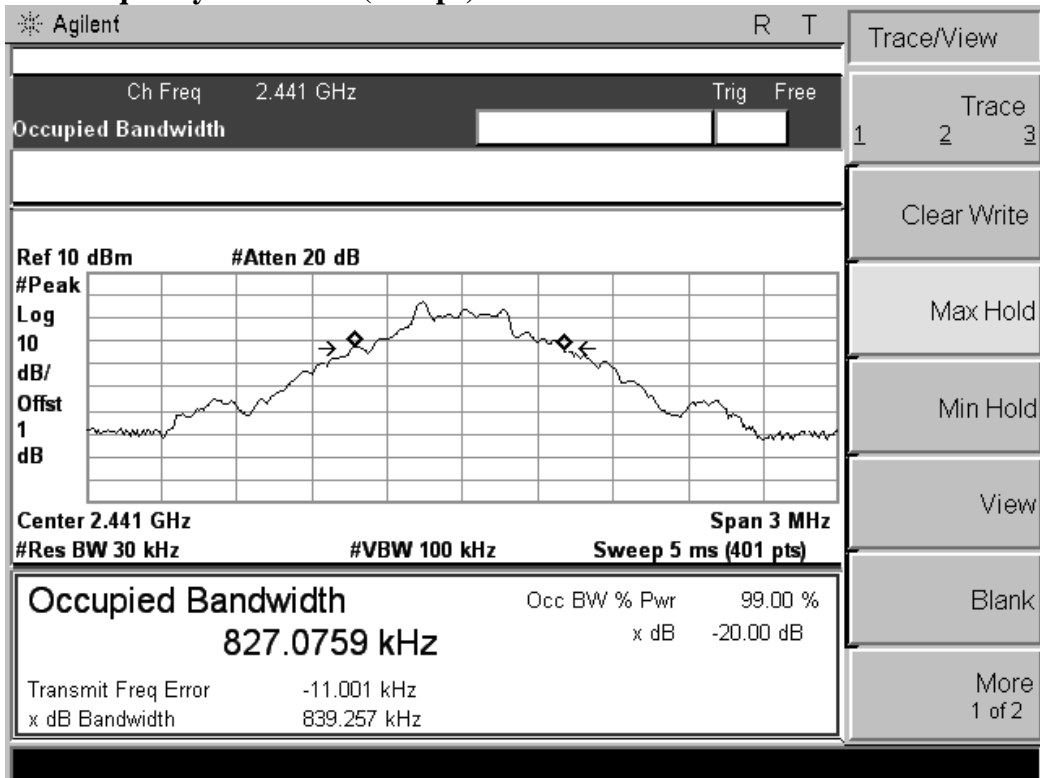 Agilent R T
Trace/View
Ch Freq 2.441 GHz Trig Free
Occupied Bandwidth
Trace
1 2 3
Clear Write
Ref 10 dBm #Atten 20 dB
#Peak
Log
10
dB/
Offst
1
dB
Max Hold
Min Hold
View
Center 2.441 GHz Span 3 MHz
#Res BW 30 kHz #VBW 100 kHz Sweep 5 ms (401 pts)
Occupied Bandwidth
827.0759 kHz
Occ BW % Pwr 99.00 %
x dB -20.00 dB
Transmit Freq Error -11.001 kHz
x dB Bandwidth 839.257 kHz
Blank
More
1 of 2